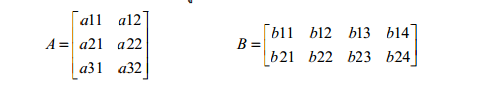 A = [a11 a12
a21 a22
a31 a32]
B = [b11 b12 b13 b14
b21 b22 b23 b24]